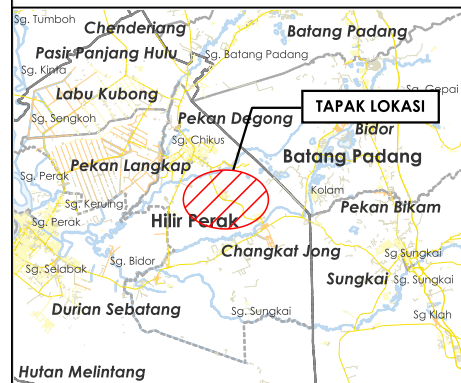 Sg. Tumboh
Chenderiang
Batang Padang
Pasir Panjang Hulu
Sg. Batang Padang
Sg. Kinta
Labu Kubong
Sg. Gepai
TAPAK LOKASI
Sg. Sengkoh
Pekan Degong
Bidor
Sg. Chikus
Batang Padang
Pekan Langkap
Sg. Perak
Kolam
Sg. Kerung
Pekan Bikam
Sg. Perak
Hilir Perak
Changkat Jong
Sg Sungkai
Sg. Bidor
Sg. Selabak
Sungkai
Sg. Sungkai
Durian Sebatang
Sg. Sungkai
Sg Klah
Hutan Melintang